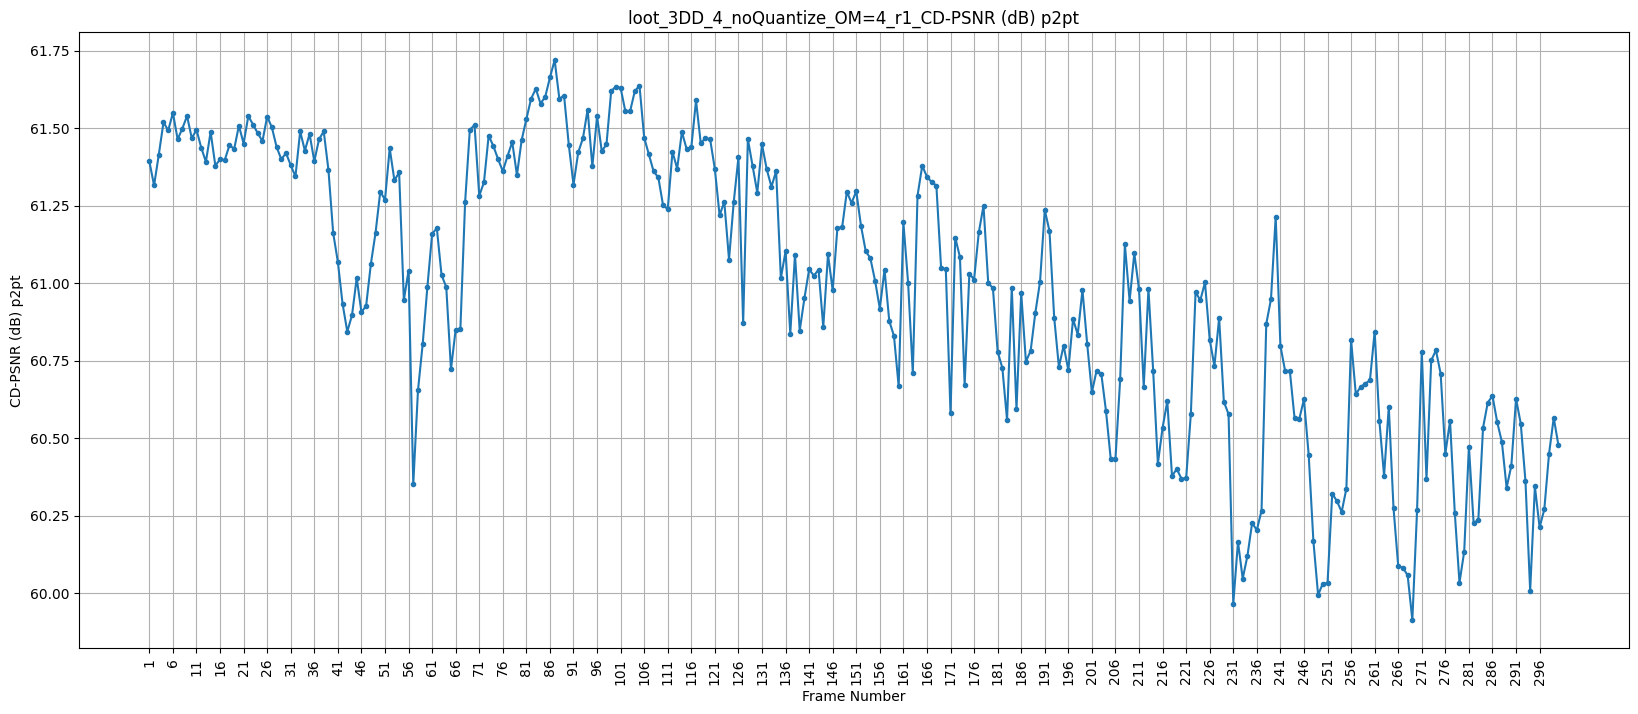 loot_3DD_4_noQuantize_OM=4_r1_CD-PSNR (dB) p2pt
CD-PSNR (dB) p2pt
61.75
61.50
61.25
61.00
60.75
60.50
60.25
60.00
1 6 11 16 21 26 31 36 41 46 51 56 61 66 71 76 81 86 91 96 101 106 111 116 121 126 131 136 141 146 151 156 161 166 171 176 181 186 191 196 201 206 211 216 221 226 231 236 241 246 251 256 261 266 271 276 281 286 291 296
Frame Number